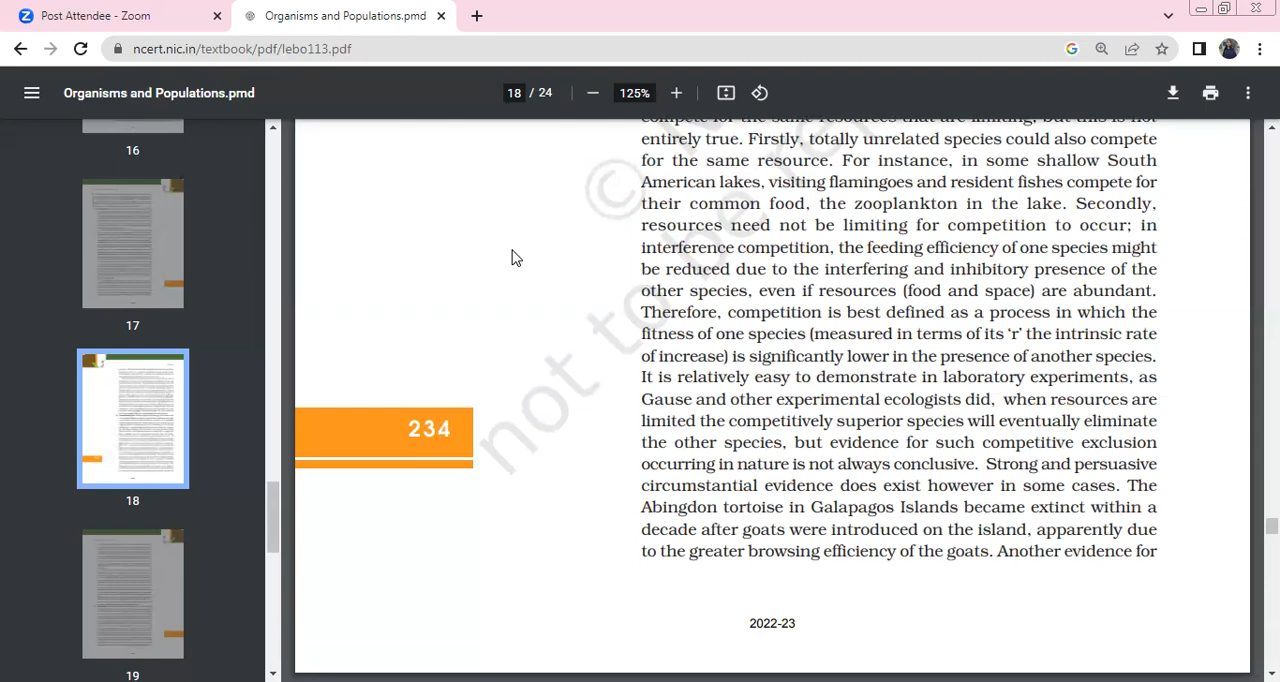 Post Attendee - Zoom
Organisms and Populations.pmd
ncert.nic.in/textbook/pdf/lebo113.pdf
Organisms and Populations.pmd
18 / 24
125%
16
17
18
19
compete for the same resources that are limiting, but this is not
entirely true. Firstly, totally unrelated species could also compete
for the same resource. For instance, in some shallow South
American lakes, visiting flamingoes and resident fishes compete for
their common food, the zooplankton in the lake. Secondly,
resources need not be limiting for competition to occur; in
interference competition, the feeding efficiency of one species might
be reduced due to the interfering and inhibitory presence of the
other species, even if resources (food and space) are abundant.
Therefore, competition is best defined as a process in which the
fitness of one species (measured in terms of its ‘r’ the intrinsic rate
of increase) is significantly lower in the presence of another species.
It is relatively easy to demonstrate in laboratory experiments, as
Gause and other experimental ecologists did, when resources are
limited the competitively superior species will eventually eliminate
the other species, but evidence for such competitive exclusion
occurring in nature is not always conclusive. Strong and persuasive
circumstantial evidence does exist however in some cases. The
Abingdon tortoise in Galapagos Islands became extinct within a
decade after goats were introduced on the island, apparently due
to the greater browsing efficiency of the goats. Another evidence for
234
2022-23
©
not to be re